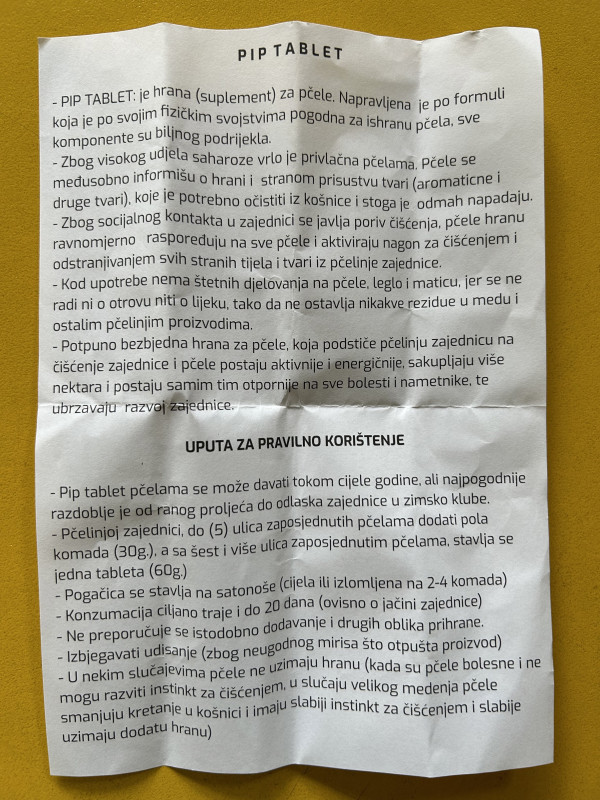 PIP TABLET
- PIP TABLET: je hrana (suplement) za pčele. Napravljena je po formuli
koja je po svojim fizičkim svojstvima pogodna za ishranu pčela, sve
komponente su biljnog podrijekla.
- Zbog visokog udjela saharoze vrlo je privlačna pčelama. Pčele se
međusobno informišu o hrani i stranom prisustvu tvari (aromaticne i
druge tvari), koje je potrebno očistiti iz košnice i stoga je odmah napadaju.
- Zbog socijalnog kontakta u zajednici se javlja poriv čišćenja, pčele hranu
ravnomjerno raspoređuju na sve pčele i aktiviraju nagon za čišćenjem i
odstranjivanjem svih stranih tijela i tvari iz pčelinje zajednice.
- Kod upotrebe nema štetnih djelovanja na pčele, leglo i maticu, jer se ne
radi ni o otrovu niti o lijeku, tako da ne ostavlja nikakve rezidue u medu i
ostalim pčelinjim proizvodima.
- Potpuno bezbjedna hrana za pčele, koja podstiče pčelinju zajednicu na
čišćenje zajednice i pčele postaju aktivnije i energičnije, sakupljaju više
nektara i postaju samim tim otpornije na sve bolesti i nametnike, te
ubrzavaju razvoj zajednice.
UPUTA ZA PRAVILNO KORIŠTENJE
- Pip tablet pčelama se može davati tokom cijele godine, ali najpogodnije
razdoblje je od ranog proljeća do odlaska zajednice u zimsko klube.
- Pčelinjoj zajednici, do (5) ulica zaposjednutih pčelama dodati pola
komada (30g.), a sa šest i više ulica zaposjednutim pčelama, stavlja se
jedna tableta (60g.)
- Pogačica se stavlja na satonoše (cijela ili izlomljena na 2-4 komada)
- Konzumacija ciljano traje i do 20 dana (ovisno o jačini zajednice)
- Ne preporučuje se istodobno dodavanje i drugih oblika prihrane.
- Izbjegavati udisanje (zbog neugodnog mirisa što otpušta proizvod)
- U nekim slučajevima pčele ne uzimaju hranu (kada su pčele bolesne i ne
mogu razviti instinkt za čišćenjem, u slučaju velikog medenja pčele
smanjuju kretanje u košnici i imaju slabiji instinkt za čišćenjem i slabije
uzimaju dodatu hranu)